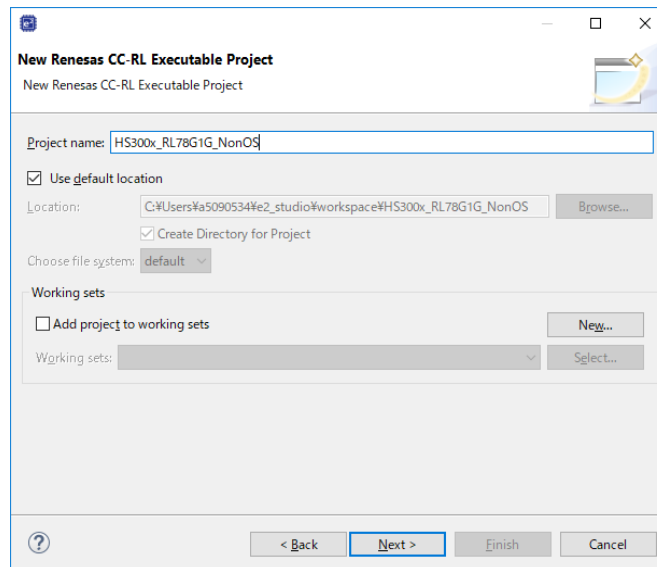 New Renesas CC-RL Executable Project
New Renesas CC-RL Executable Project
Project name: HS300x_RL78G1G_NonOS
Use default location
Location: C:¥Users¥a5090534¥e2_studio¥workspace¥HS300x_RL78G1G_NonOS Browse...
Create Directory for Project
Choose file system: default
Working sets
Add project to working sets New...
Working sets: Select...
? < Back Next > Finish Cancel